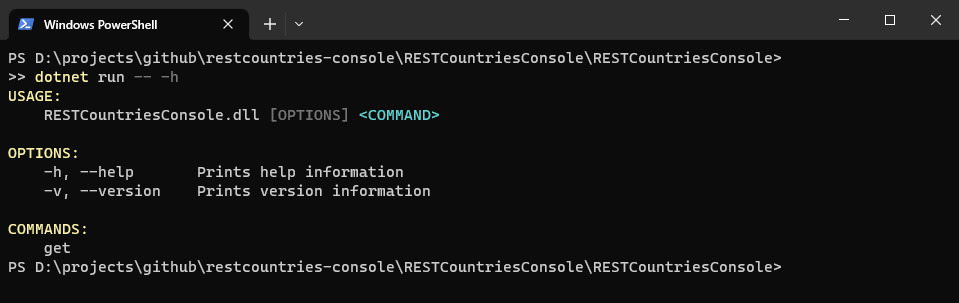 Windows PowerShell
PS D:\projects\github\restcountries-console\RESTCountriesConsole\RESTCountriesConsole>
>> dotnet run -- -h
USAGE:
    RESTCountriesConsole.dll [OPTIONS] <COMMAND>

OPTIONS:
    -h, --help       Prints help information
    -v, --version    Prints version information

COMMANDS:
    get
PS D:\projects\github\restcountries-console\RESTCountriesConsole\RESTCountriesConsole>